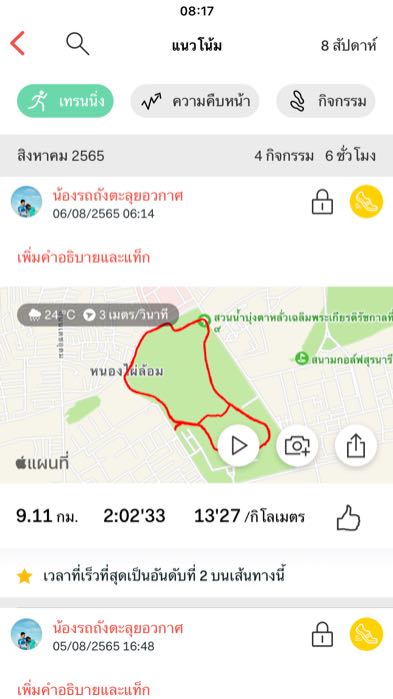 08:17
แนวโน้ม
8 สัปดาห์
เทรนนิ่ง
ความคืบหน้า
กิจกรรม
สิงหาคม 2565
4 กิจกรรม 6 ชั่วโมง
น้องรถถังตะลุยอวกาศ
06/08/2565 06:14
เพิ่มคำอธิบายและแท็ก
24°C 3 เมตร/วินาที
สวนน้ำบุ่งตาหลั่วเฉลิมพระเกียรติรัชกาลที่
๙
สนามกอล์ฟสุรนารี
หนองไผ่ล้อม
แผนที่
9.11 กม. 2:02'33 13'27 /กิโลเมตร
เวลาที่เร็วที่สุดเป็นอันดับที่ 2 บนเส้นทางนี้
น้องรถถังตะลุยอวกาศ
05/08/2565 16:48
เพิ่มคำอธิบายและแท็ก